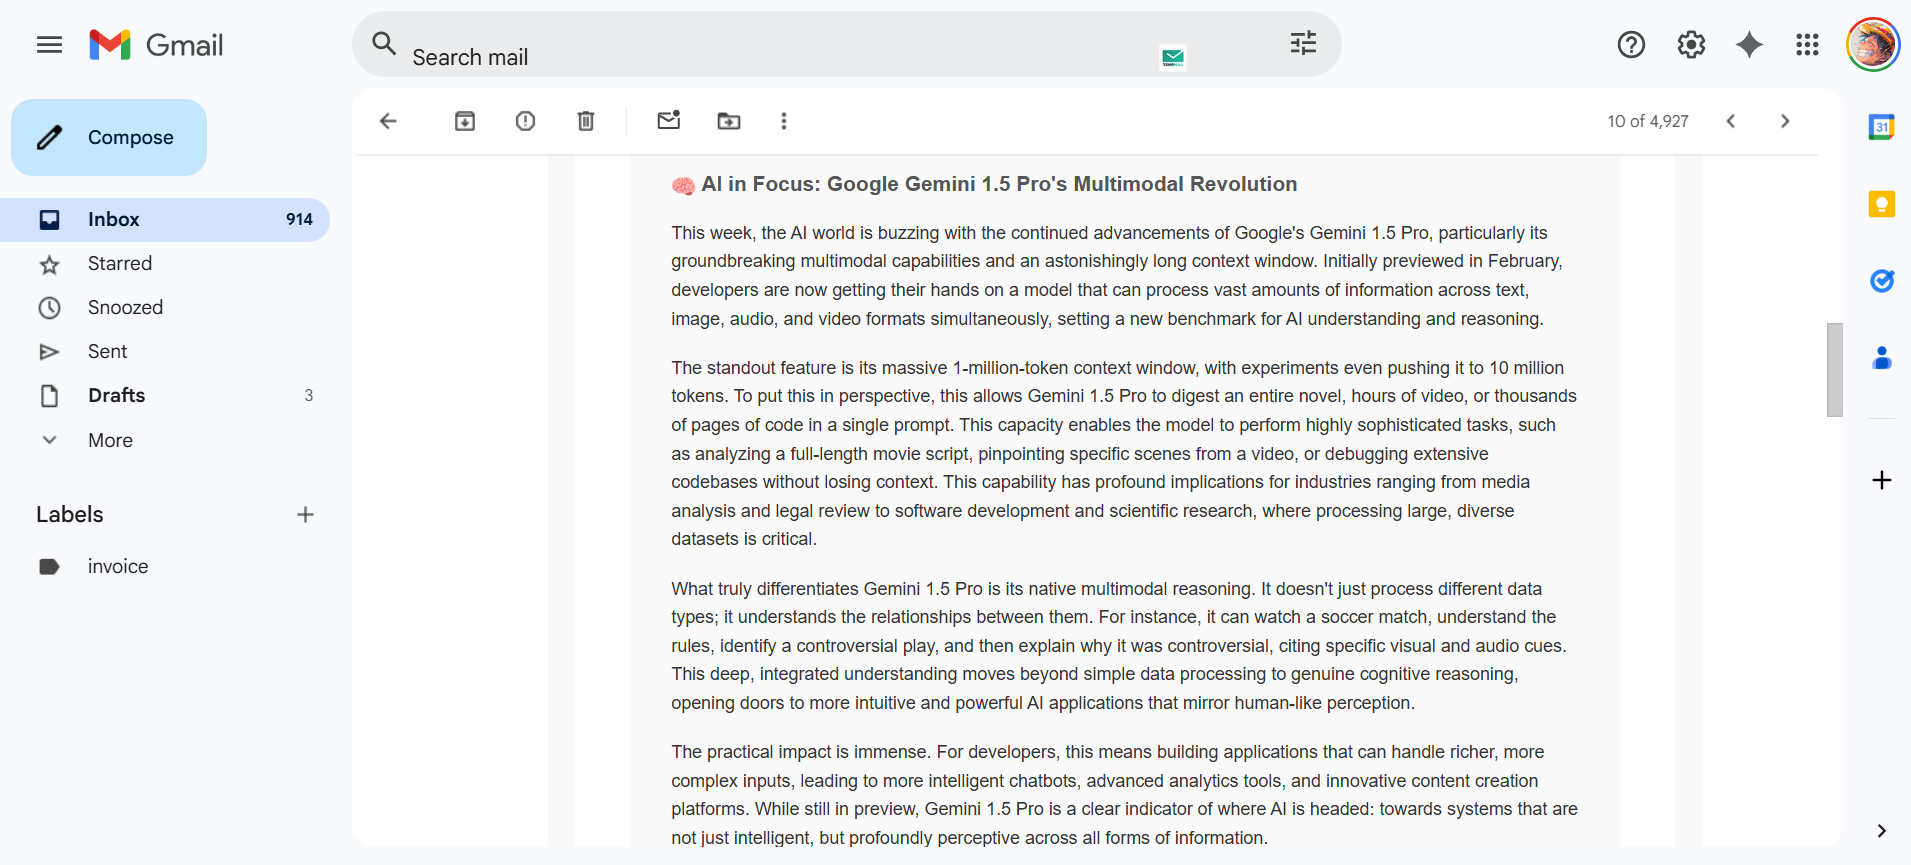 Gmail
Search mail
Compose
Inbox 914
Starred
Snoozed
Sent
Drafts 3
More
Labels
invoice
10 of 4,927
AI in Focus: Google Gemini 1.5 Pro's Multimodal Revolution
This week, the AI world is buzzing with the continued advancements of Google's Gemini 1.5 Pro, particularly its
groundbreaking multimodal capabilities and an astonishingly long context window. Initially previewed in February,
developers are now getting their hands on a model that can process vast amounts of information across text,
image, audio, and video formats simultaneously, setting a new benchmark for AI understanding and reasoning.
The standout feature is its massive 1-million-token context window, with experiments even pushing it to 10 million
tokens. To put this in perspective, this allows Gemini 1.5 Pro to digest an entire novel, hours of video, or thousands
of pages of code in a single prompt. This capacity enables the model to perform highly sophisticated tasks, such
as analyzing a full-length movie script, pinpointing specific scenes from a video, or debugging extensive
codebases without losing context. This capability has profound implications for industries ranging from media
analysis and legal review to software development and scientific research, where processing large, diverse
datasets is critical.
What truly differentiates Gemini 1.5 Pro is its native multimodal reasoning. It doesn't just process different data
types; it understands the relationships between them. For instance, it can watch a soccer match, understand the
rules, identify a controversial play, and then explain why it was controversial, citing specific visual and audio cues.
This deep, integrated understanding moves beyond simple data processing to genuine cognitive reasoning,
opening doors to more intuitive and powerful AI applications that mirror human-like perception.
The practical impact is immense. For developers, this means building applications that can handle richer, more
complex inputs, leading to more intelligent chatbots, advanced analytics tools, and innovative content creation
platforms. While still in preview, Gemini 1.5 Pro is a clear indicator of where AI is headed: towards systems that are
not just intelligent, but profoundly perceptive across all forms of information.
31